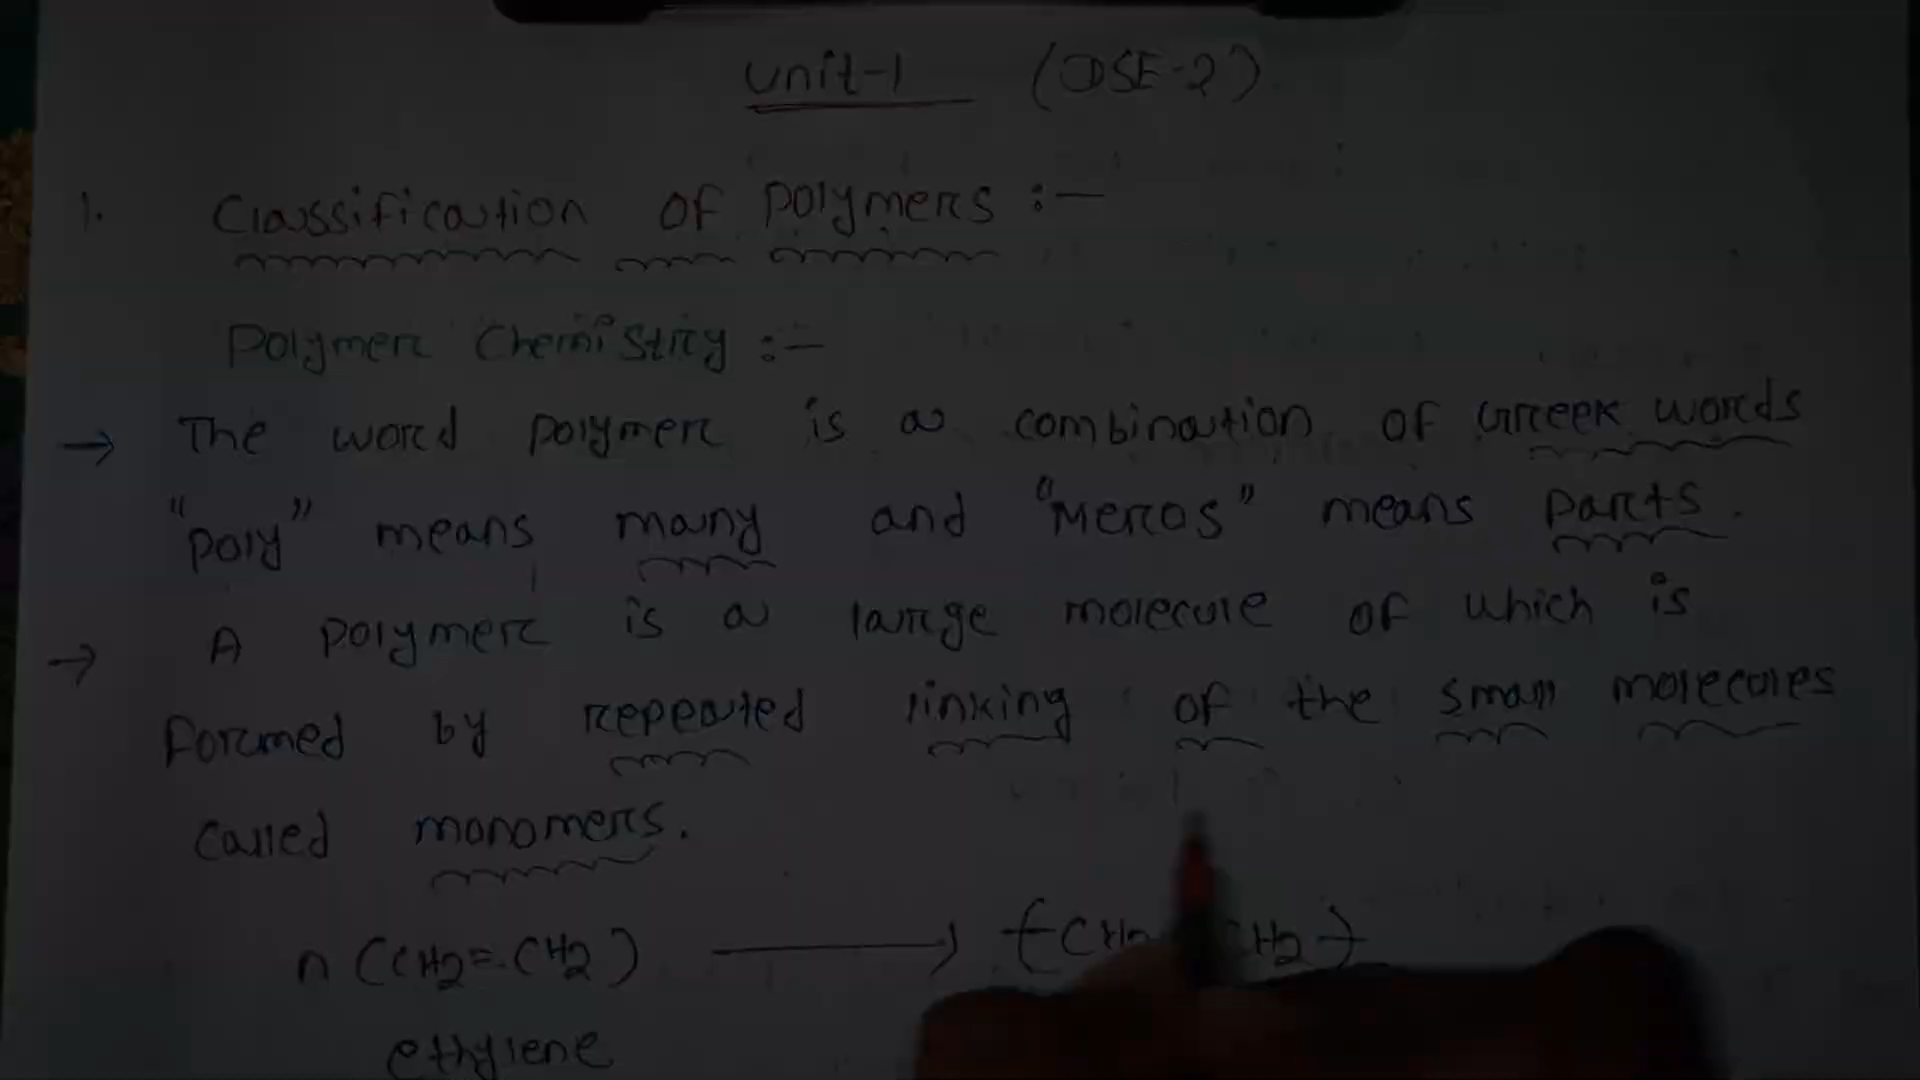 Unit-1 (DSE-2)
1. Classification of polymers :-
Polymer Chemistry :-
→ The word polymer is a combination of Greek words
"poly" means many and "Meros" means parts.
→ A polymer is a large molecule of which is
formed by repeated linking of the small molecules
called monomers.
n (CH2=CH2) ⟶ (CH2 CH2)
ethylene